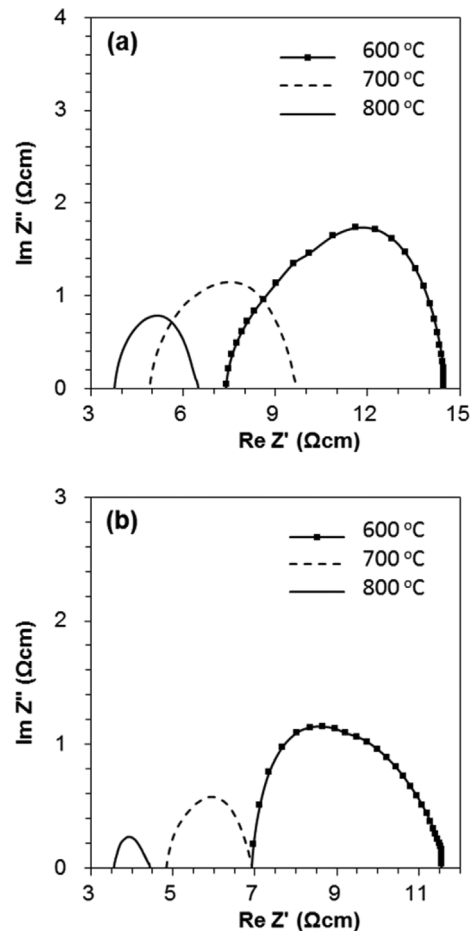 (a)
600 °C
700 °C
800 °C
4
3
2
1
0
Im Z'' (Ωcm)
3 6 9 12 15
Re Z' (Ωcm)
(b)
600 °C
700 °C
800 °C
3
2
1
0
Im Z'' (Ωcm)
3 5 7 9 11
Re Z' (Ωcm)